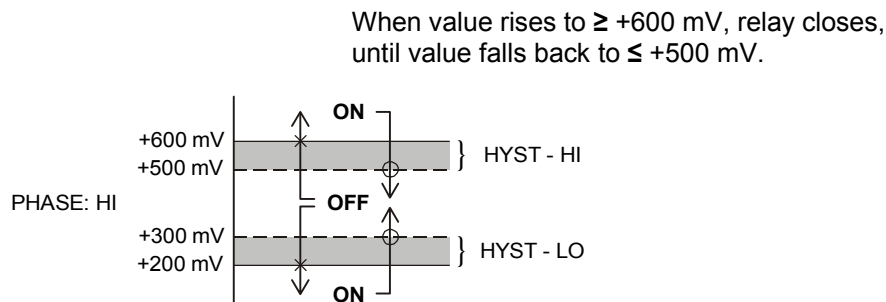 When value rises to ≥ +600 mV, relay closes,
until value falls back to ≤ +500 mV.
ON
+600 mV
HYST - HI
+500 mV
PHASE: HI
OFF
+300 mV
HYST - LO
+200 mV
ON